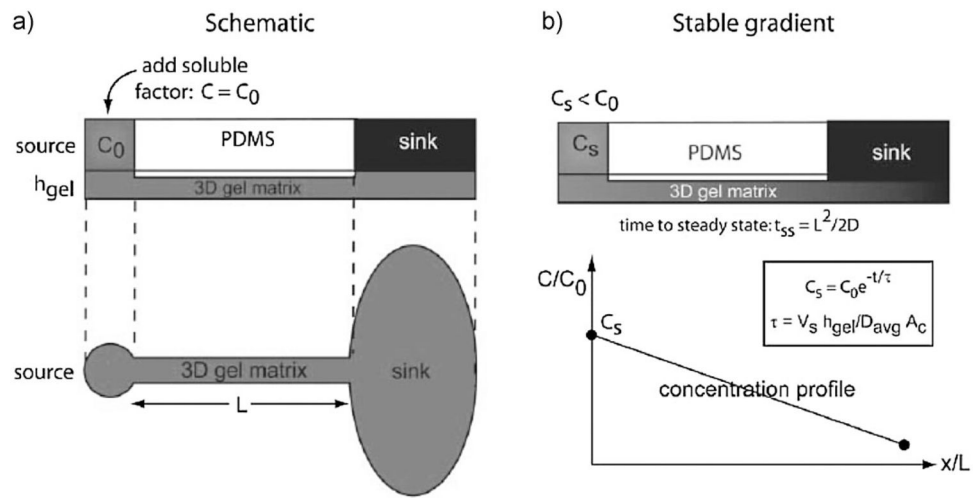 a)
Schematic
add soluble
factor: C = C₀
source
C₀
PDMS
sink
hgel
3D gel matrix
source
3D gel matrix
sink
L
b)
Stable gradient
Cₛ < C₀
Cₛ
PDMS
sink
3D gel matrix
time to steady state: tₛₛ = L²/2D
C/C₀
Cₛ = C₀e^-t/τ
τ = Vₛ hgel/Davg Ac
Cₛ
concentration profile
x/L